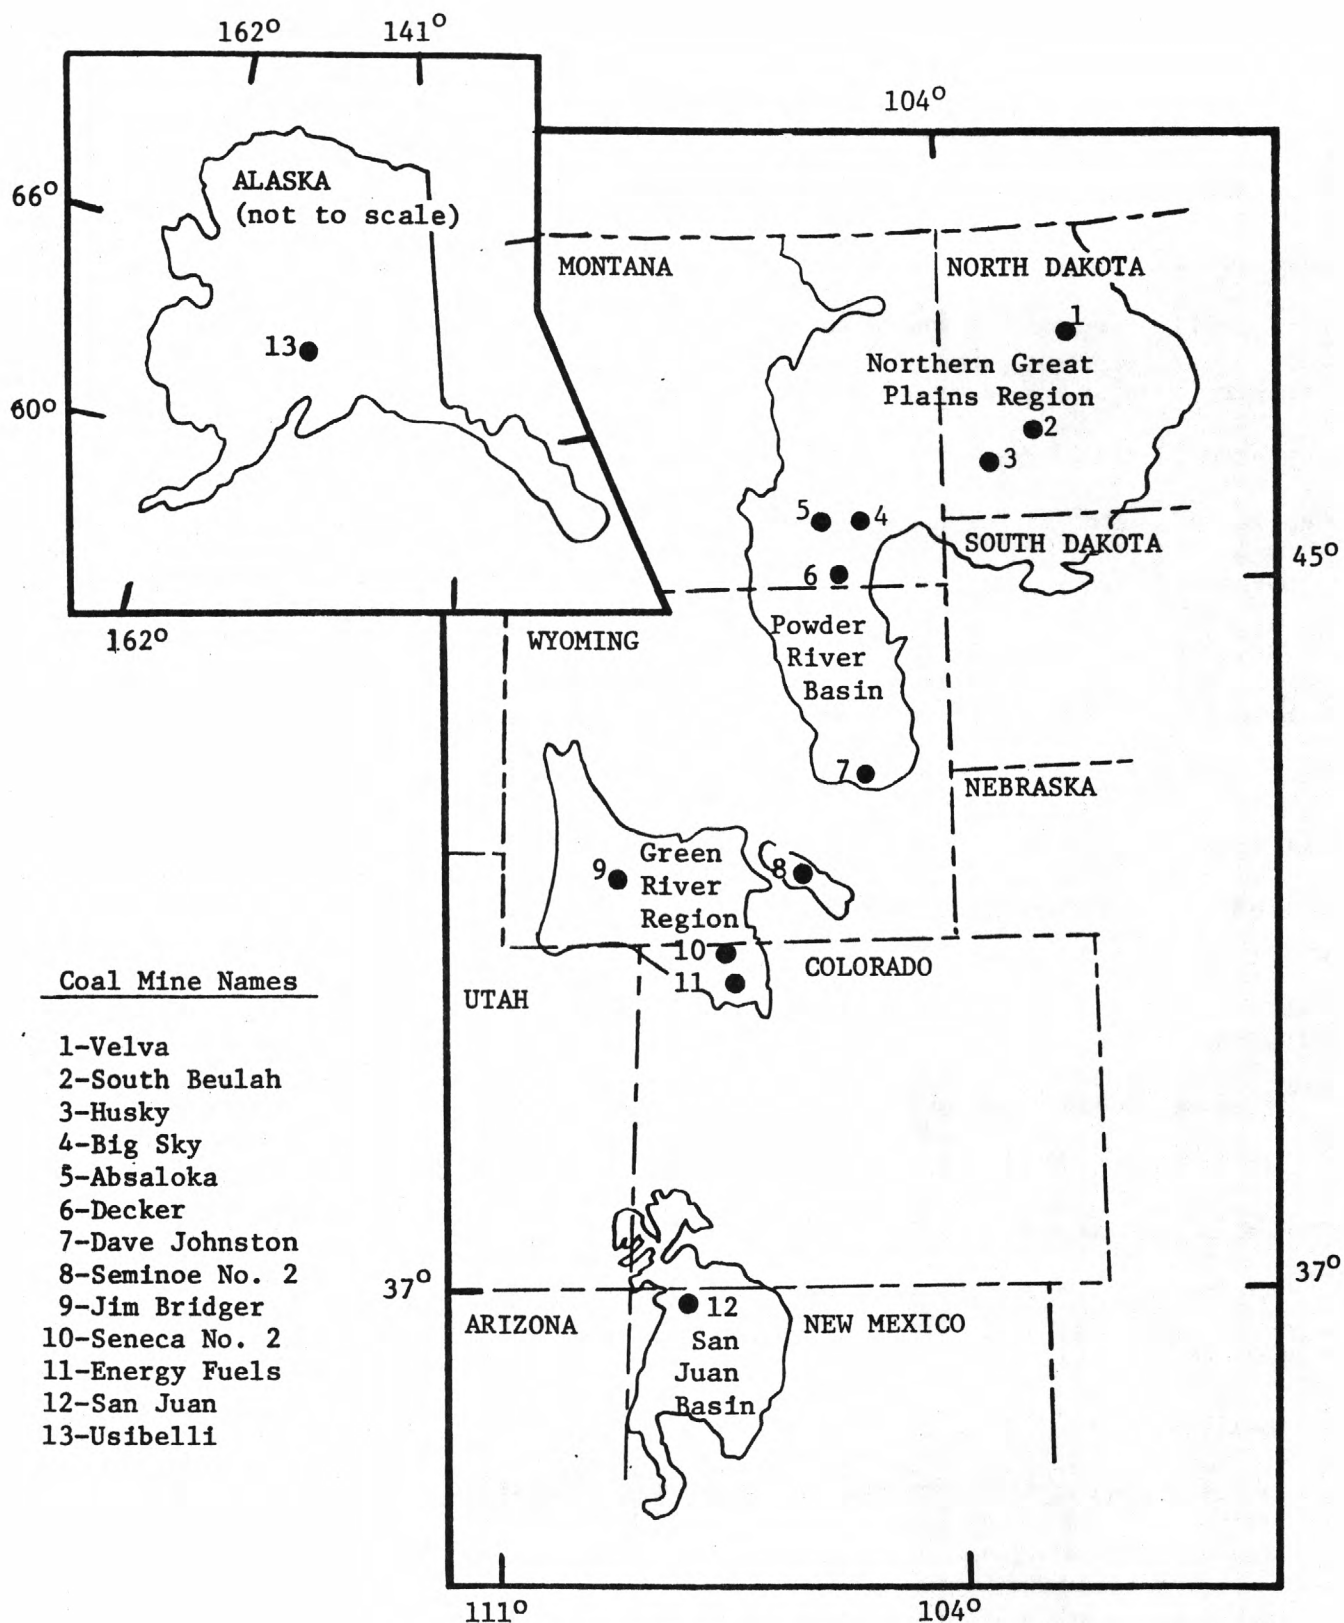 162° 141°
104°
66°
ALASKA
(not to scale)
MONTANA
NORTH DAKOTA
1
13
Northern Great
Plains Region
60°
2
3
5 4
SOUTH DAKOTA
45°
6
162°
WYOMING
Powder
River
Basin
7
NEBRASKA
Green
River
Region
9
8
10
COLORADO
11
UTAH
Coal Mine Names
1-Velva
2-South Beulah
3-Husky
4-Big Sky
5-Absaloka
6-Decker
7-Dave Johnston
8-Seminoe No. 2
9-Jim Bridger
10-Seneca No. 2
11-Energy Fuels
12-San Juan
13-Usibelli
37° 37°
12
ARIZONA
NEW MEXICO
San
Juan
Basin
111° 104°